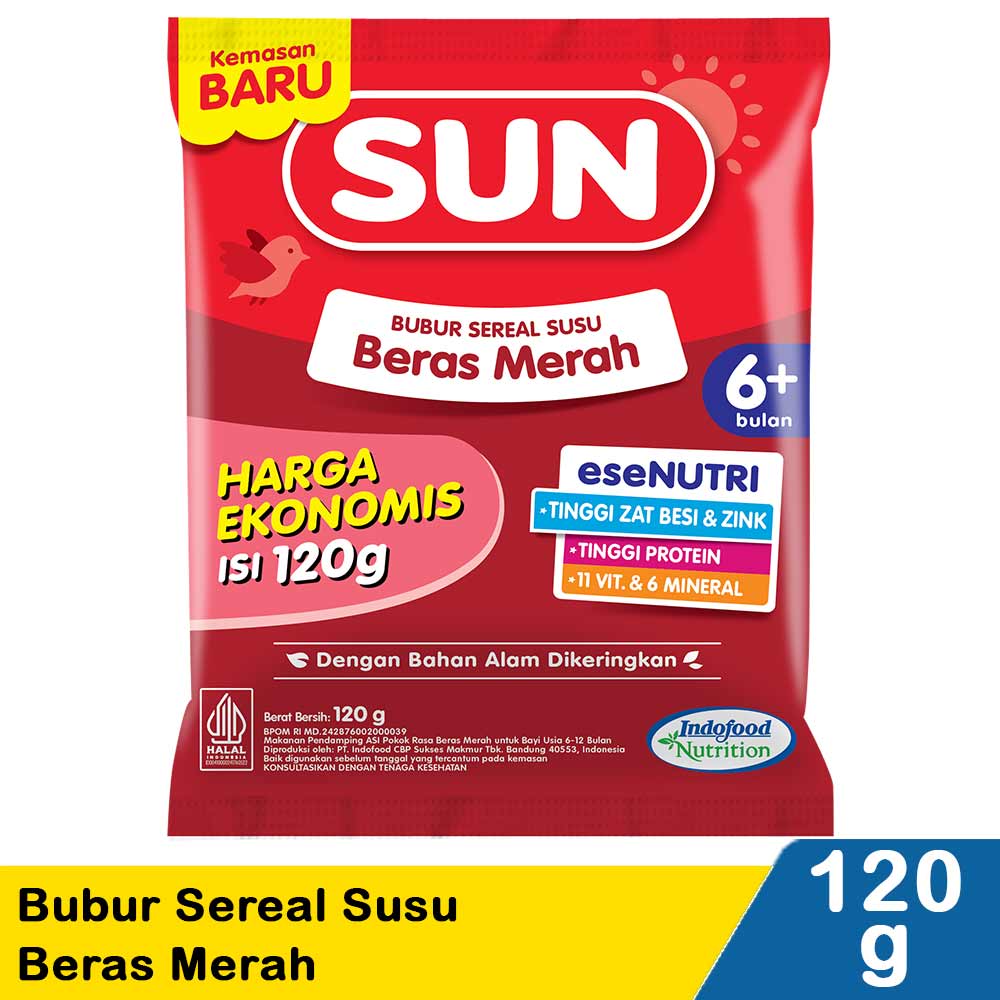 Kemasan
BARU
SUN
BUBUR SEREAL SUSU
Beras Merah
6+
bulan
HARGA
EKONOMIS
ISI 120g
eseNUTRI
*TINGGI ZAT BESI & ZINK
*TINGGI PROTEIN
*11 VIT. & 6 MINERAL
Dengan Bahan Alam Dikeringkan
HALAL
INDONESIA
Berat Bersih: 120 g
BPOM RI MD.242876002000039
Makanan Pendamping ASI Pokok Rasa Beras Merah untuk Bayi Usia 6-12 Bulan
Diproduksi oleh: PT. Indofood CBP Sukses Makmur Tbk. Bandung 40553, Indonesia
Baik digunakan sebelum tanggal yang tercantum pada kemasan
KONSULTASIKAN DENGAN TENAGA KESEHATAN
Indofood
Nutrition
Bubur Sereal Susu
Beras Merah
120
g